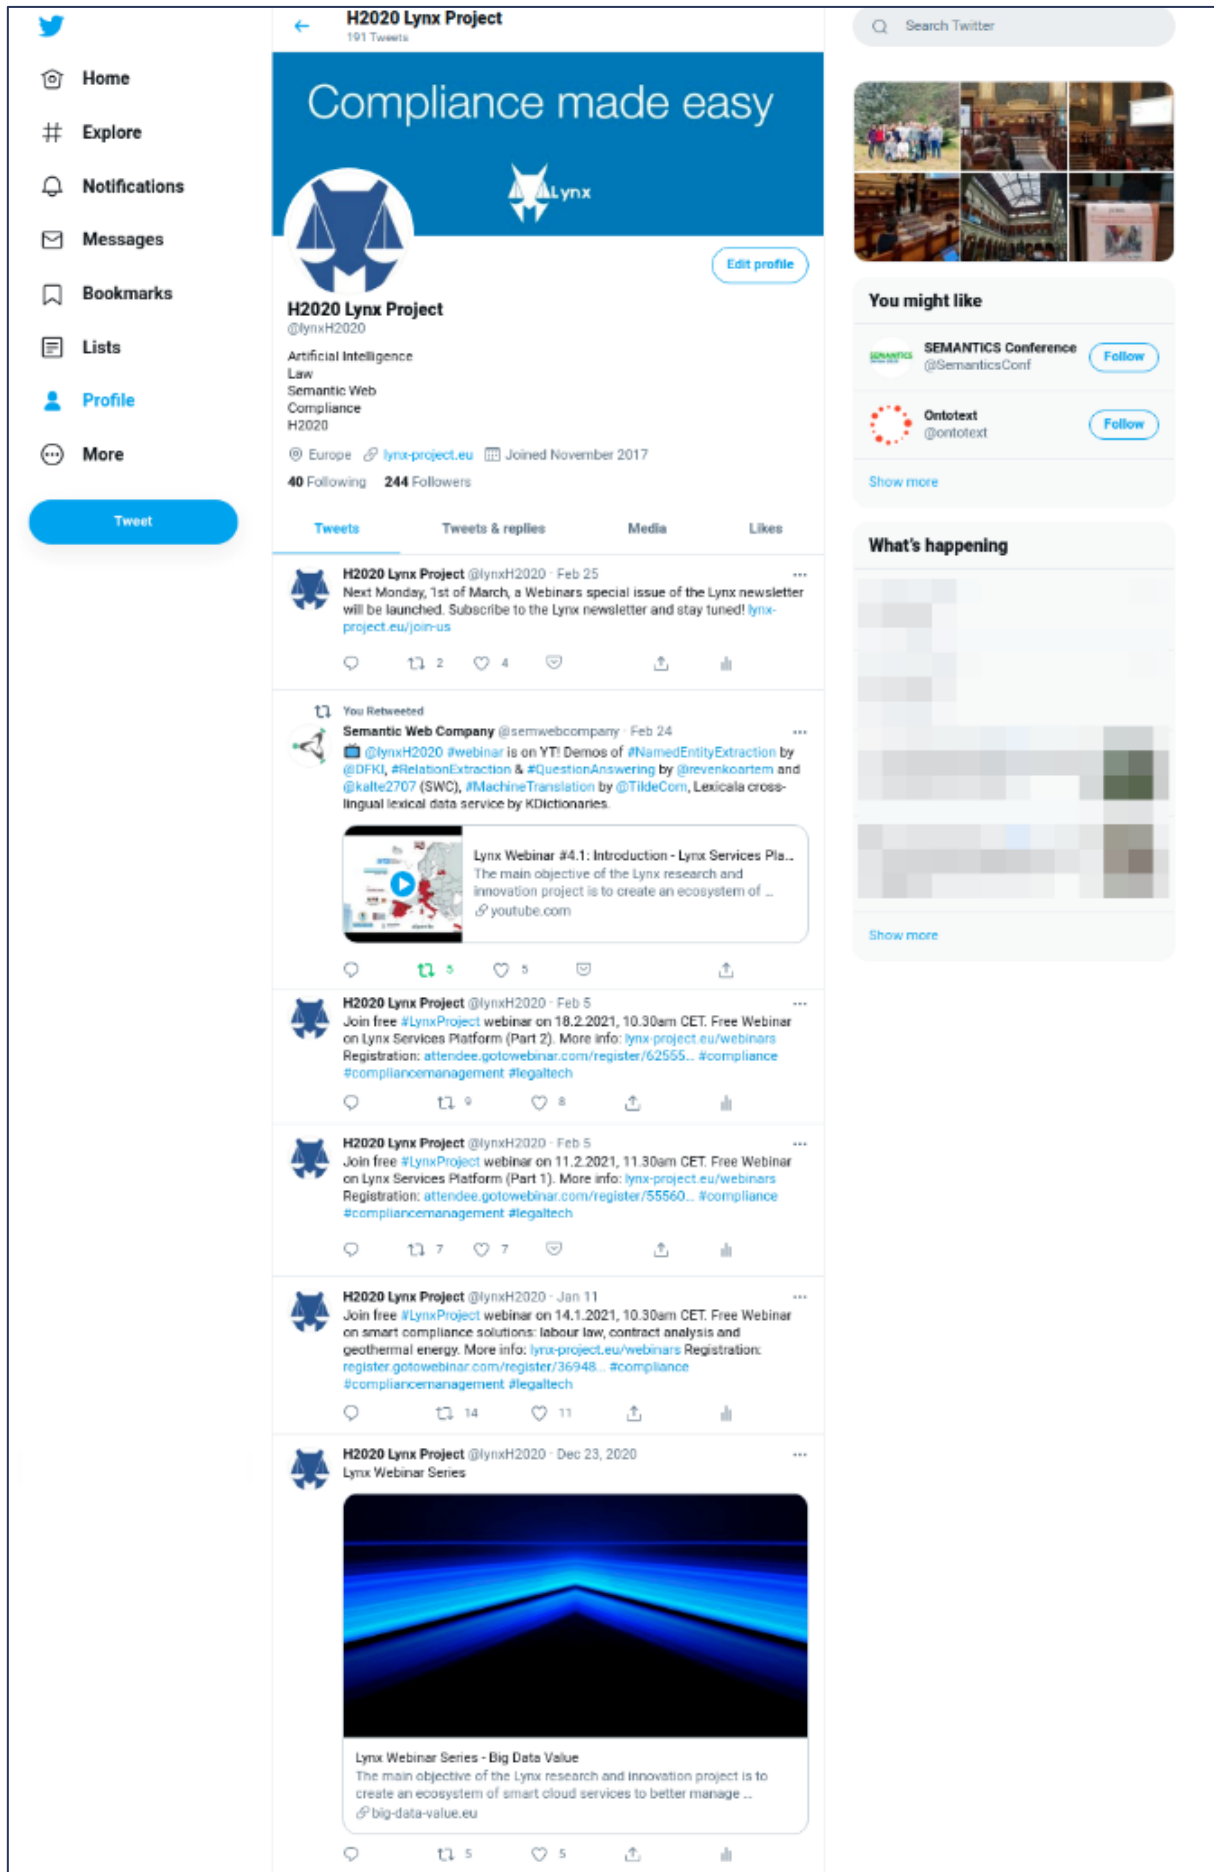 H2020 Lynx Project
191 Tweets
Search Twitter
Home
Explore
Notifications
Messages
Bookmarks
Lists
Profile
More
Tweet
Compliance made easy
Lynx
Edit profile
H2020 Lynx Project
@lynxH2020
Artificial Intelligence
Law
Semantic Web
Compliance
H2020
Europe lynx-project.eu Joined November 2017
40 Following 244 Followers
Tweets Tweets & replies Media Likes
H2020 Lynx Project @lynxH2020 · Feb 25
Next Monday, 1st of March, a Webinars special issue of the Lynx newsletter
will be launched. Subscribe to the Lynx newsletter and stay tuned! lynx-
project.eu/join-us
2 4
You Retweeted
Semantic Web Company @semwebcompany · Feb 24
@lynxH2020 #webinar is on YT! Demos of #NamedEntityExtraction by
@DFKI, #RelationExtraction & #QuestionAnswering by @revenkoartem and
@kalte2707 (SWC), #MachineTranslation by @TildeCom, Lexicala cross-
lingual lexical data service by KDictionaries.
Lynx Webinar #4.1: Introduction - Lynx Services Pla...
The main objective of the Lynx research and
innovation project is to create an ecosystem of ...
youtube.com
5 5
H2020 Lynx Project @lynxH2020 · Feb 5
Join free #LynxProject webinar on 18.2.2021, 10.30am CET. Free Webinar
on Lynx Services Platform (Part 2). More info: lynx-project.eu/webinars
Registration: attendee.gotowebinar.com/register/62555... #compliance
#compliancemanagement #legaltech
9 8
H2020 Lynx Project @lynxH2020 · Feb 5
Join free #LynxProject webinar on 11.2.2021, 11.30am CET. Free Webinar
on Lynx Services Platform (Part 1). More info: lynx-project.eu/webinars
Registration: attendee.gotowebinar.com/register/55560... #compliance
#compliancemanagement #legaltech
7 7
H2020 Lynx Project @lynxH2020 · Jan 11
Join free #LynxProject webinar on 14.1.2021, 10.30am CET. Free Webinar
on smart compliance solutions: labour law, contract analysis and
geothermal energy. More info: lynx-project.eu/webinars Registration:
register.gotowebinar.com/register/36948... #compliance
#compliancemanagement #legaltech
14 11
H2020 Lynx Project @lynxH2020 · Dec 23, 2020
Lynx Webinar Series
Lynx Webinar Series - Big Data Value
The main objective of the Lynx research and innovation project is to
create an ecosystem of smart cloud services to better manage ...
big-data-value.eu
5 5
You might like
SEMANTiCS
SEMANTiCS Conference
@SemanticsConf
Follow
Ontotext
@ontotext
Follow
Show more
What's happening
Show more